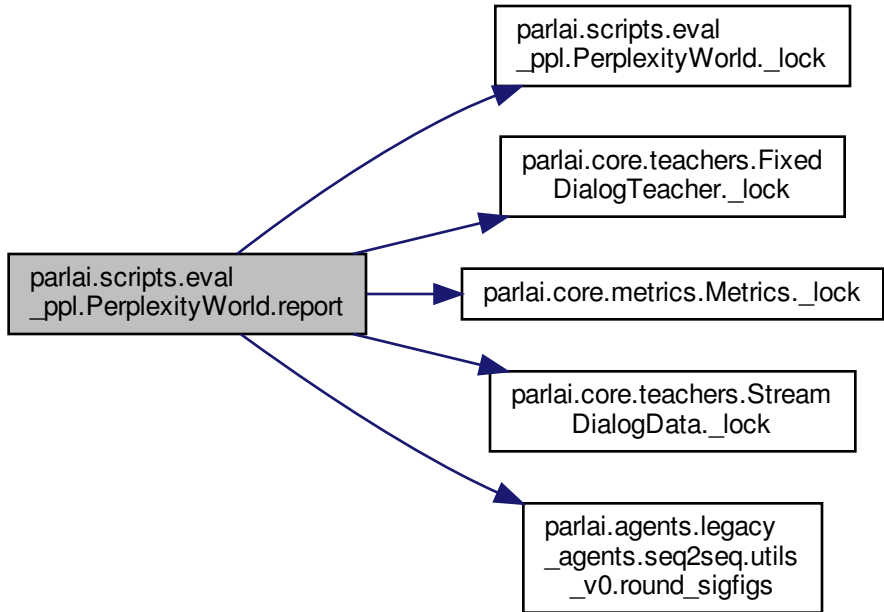 parlai.scripts.eval
_ppl.PerplexityWorld._lock
parlai.core.teachers.Fixed
DialogTeacher._lock
parlai.scripts.eval
_ppl.PerplexityWorld.report
parlai.core.metrics.Metrics._lock
parlai.core.teachers.Stream
DialogData._lock
parlai.agents.legacy
_agents.seq2seq.utils
_v0.round_sigfigs